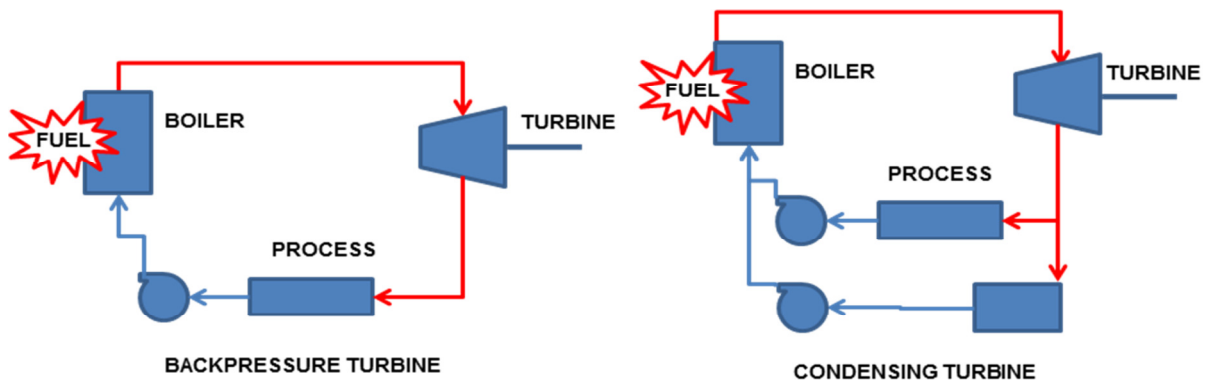 BOILER
FUEL
TURBINE
PROCESS
BACKPRESSURE TURBINE
BOILER
FUEL
TURBINE
PROCESS
CONDENSING TURBINE